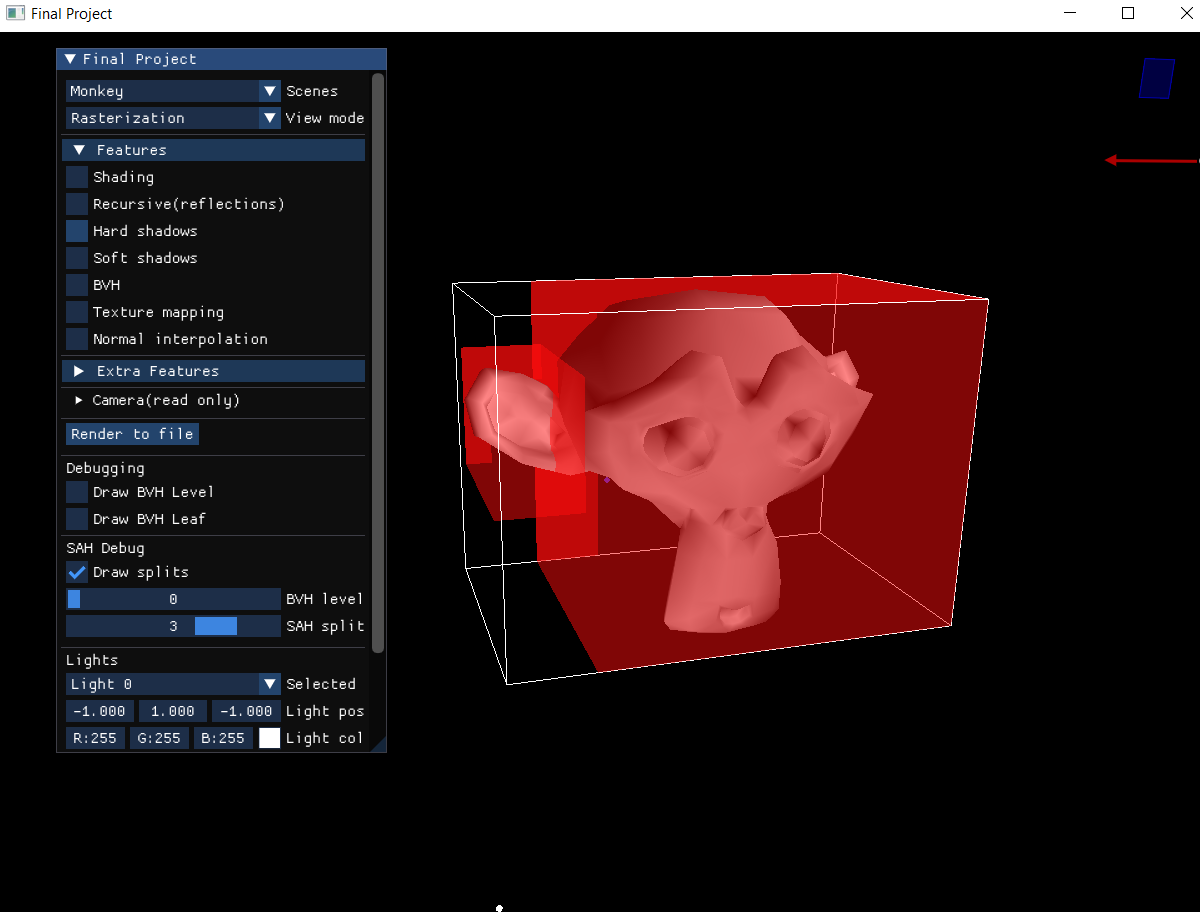 Final Project
Final Project
Monkey Scenes
Rasterization View mode
Features
Shading
Recursive(reflections)
Hard shadows
Soft shadows
BVH
Texture mapping
Normal interpolation
Extra Features
Camera(read only)
Render to file
Debugging
Draw BVH Level
Draw BVH Leaf
SAH Debug
Draw splits
0 BVH level
3 SAH split
Lights
Light 0 Selected
-1.000 1.000 -1.000 Light pos
R:255 G:255 B:255 Light col